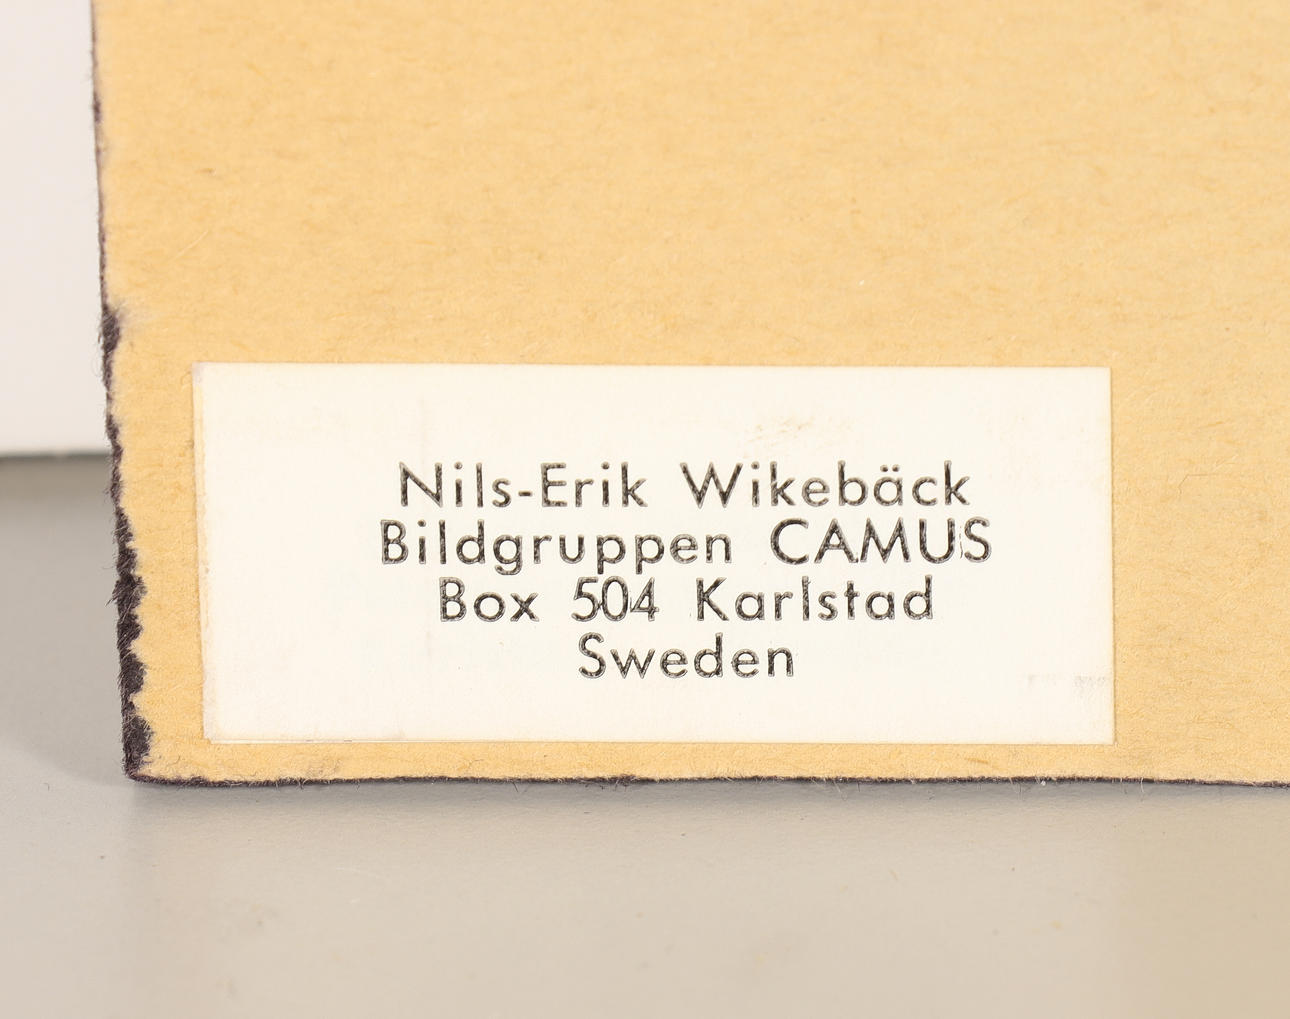 Nils-Erik Wikebäck
Bildgruppen CAMUS
Box 504 Karlstad
Sweden